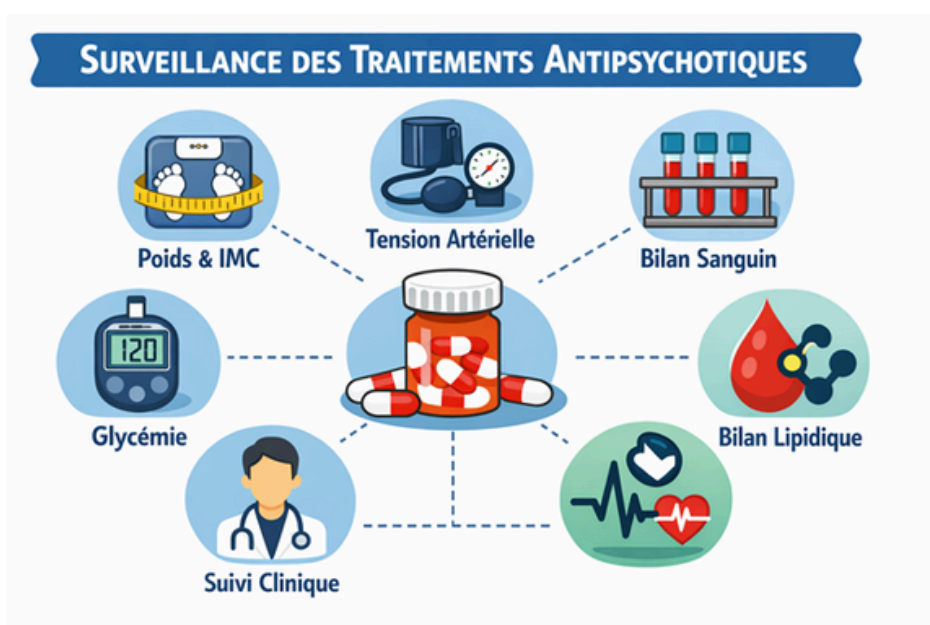 SURVEILLANCE DES TRAITEMENTS ANTIPSYCHOTIQUES
Poids & IMC
Tension Artérielle
Bilan Sanguin
120
Glycémie
Bilan Lipidique
Suivi Clinique